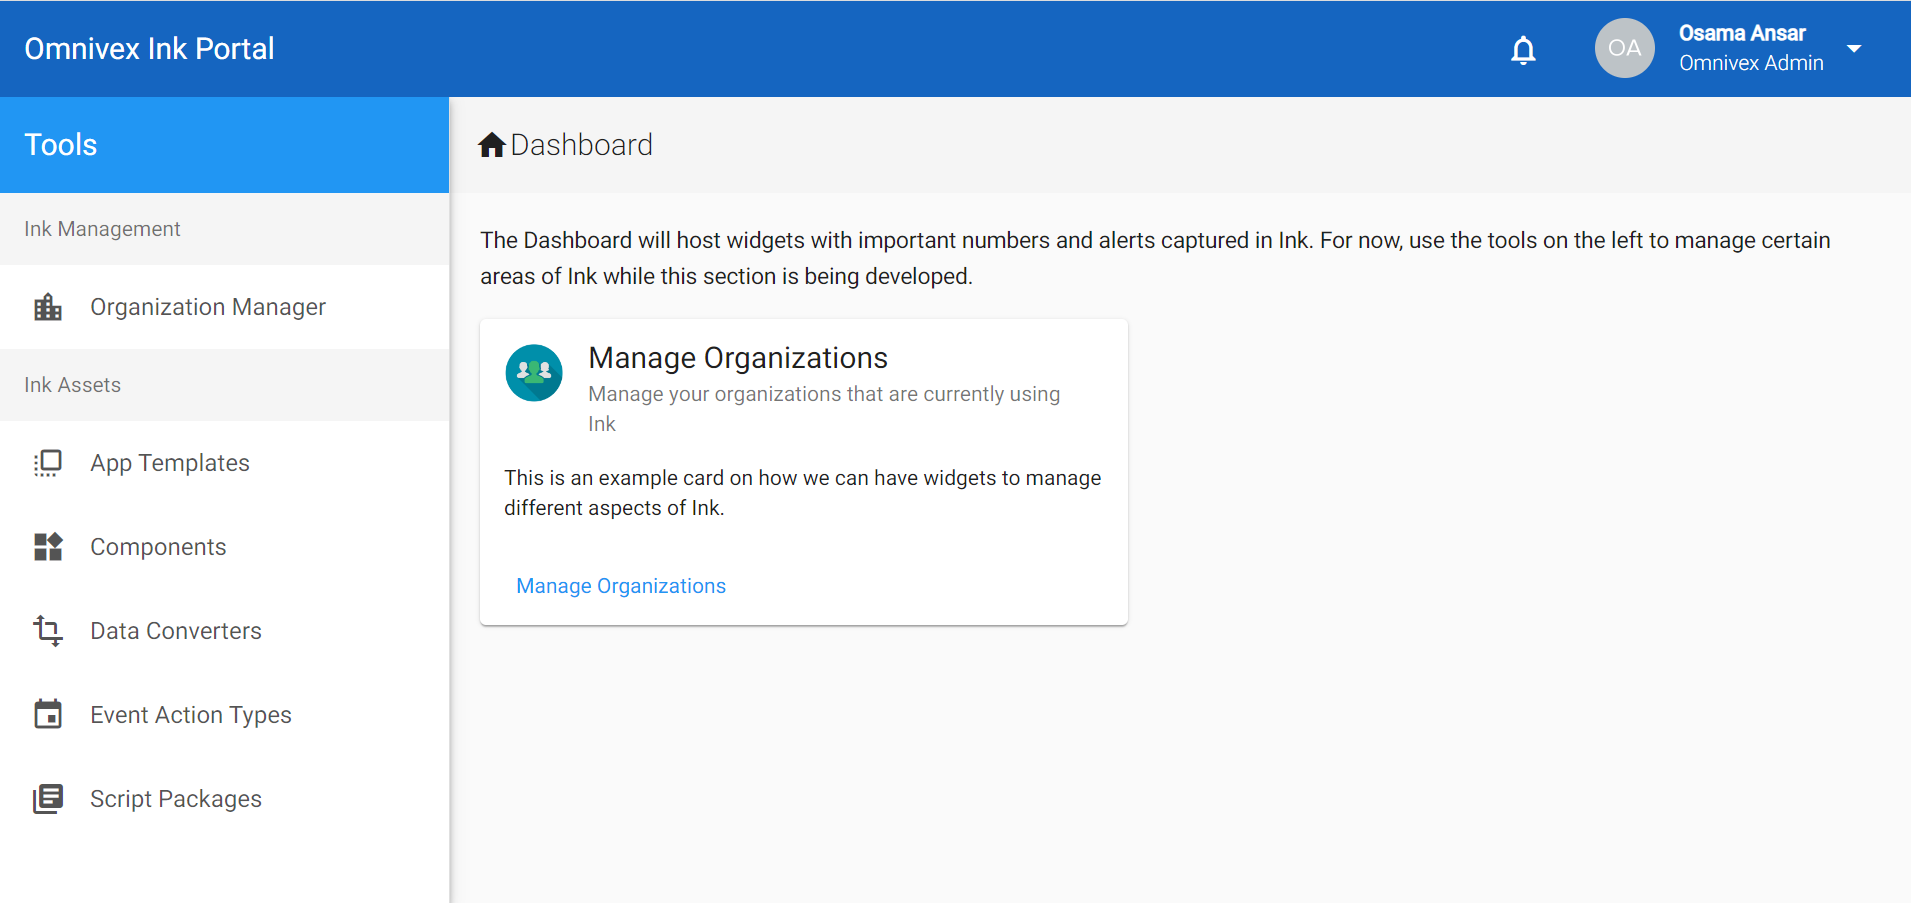 Omnivex Ink Portal
OA
Osama Ansar
Omnivex Admin
Tools
Ink Management
Organization Manager
Ink Assets
App Templates
Components
Data Converters
Event Action Types
Script Packages
Dashboard
The Dashboard will host widgets with important numbers and alerts captured in Ink. For now, use the tools on the left to manage certain
areas of Ink while this section is being developed.
Manage Organizations
Manage your organizations that are currently using
Ink
This is an example card on how we can have widgets to manage
different aspects of Ink.
Manage Organizations